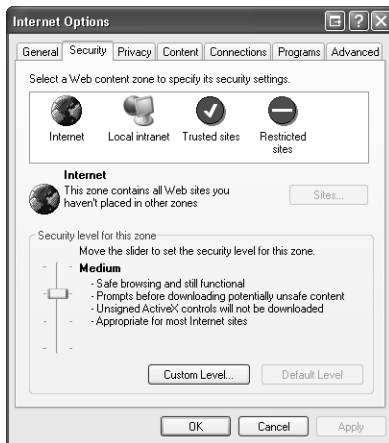 Internet Options
General Security Privacy Content Connections Programs Advanced
Select a Web content zone to specify its security settings.
Internet Local intranet Trusted sites Restricted
sites
Internet
This zone contains all Web sites you
haven't placed in other zones
Sites...
Security level for this zone
Move the slider to set the security level for this zone.
Medium
- Safe browsing and still functional
- Prompts before downloading potentially unsafe content
- Unsigned ActiveX controls will not be downloaded
- Appropriate for most Internet sites
Custom Level... Default Level
OK Cancel Apply